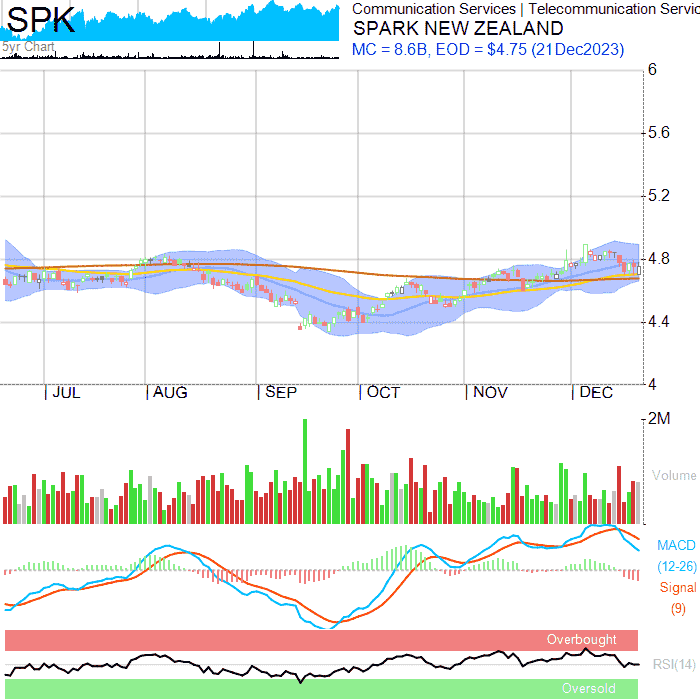 SPK
Communication Services | Telecommunication Servic
SPARK NEW ZEALAND
5yr Chart
MC = 8.6B, EOD = $4.75 (21Dec2023)
6
5.6
5.2
4.8
4.4
4
JUL AUG SEP OCT NOV DEC
2M
Volume
MACD
(12-26)
Signal
(9)
Overbought
RSI(14)
Oversold